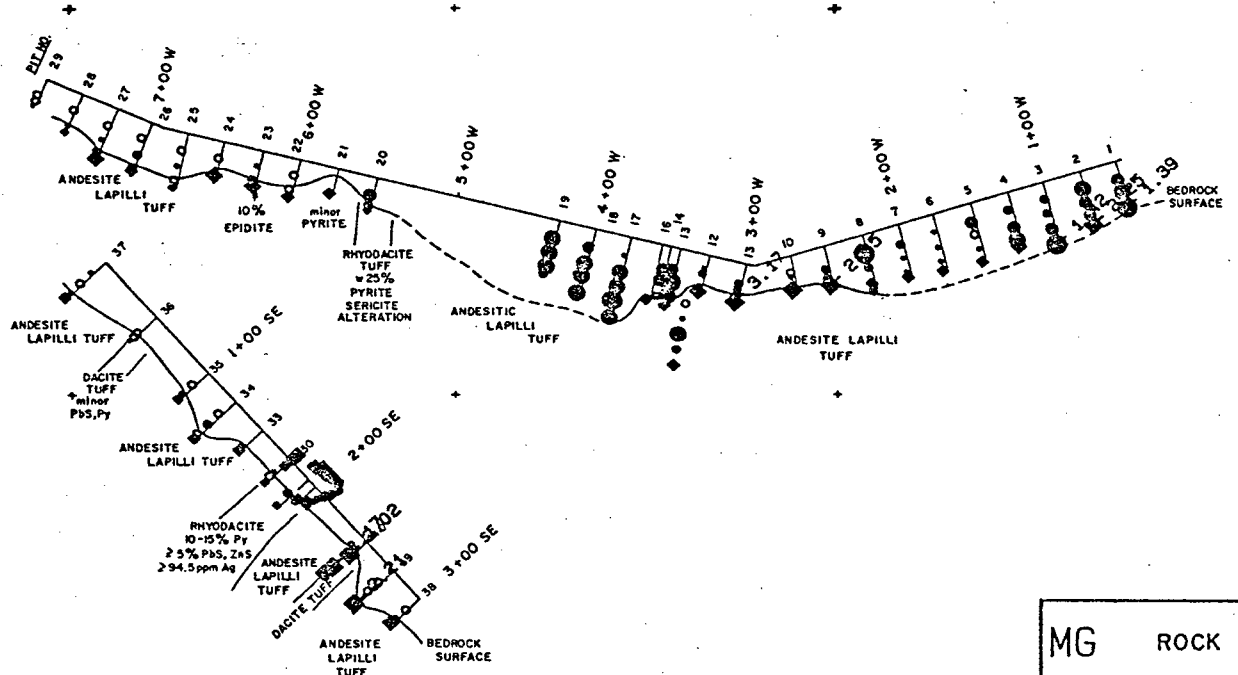 PIT NO.
29
28
27
7+00 W
26
25
24
23
22
6+00 W
21
20
5+00 W
19
4+00 W
18
17
16
14
13
12
13
3+00 W
10
9
8
2+00 W
7
6
5
4
1+00 W
3
2
1
1.39
3.17
BEDROCK
SURFACE
ANDESITE
LAPILLI
TUFF
10%
EPIDITE
minor
PYRITE
RHYODACITE
TUFF
w 25%
PYRITE
SERICITE
ALTERATION
ANDESITIC
LAPILLI
TUFF
ANDESITE LAPILLI
TUFF
37
36
35
1+00 SE
34
33
30
2+00 SE
38
3+00 SE
ANDESITE
LAPILLI TUFF
DACITE
TUFF
minor
PbS, Py
ANDESITE
LAPILLI TUFF
RHYODACITE
10-15% Py
≥5% PbS, ZnS
≥94.5 ppm Ag
ANDESITE
LAPILLI
TUFF
DACITE TUFF
ANDESITE
LAPILLI
TUFF
BEDROCK
SURFACE
MG ROCK